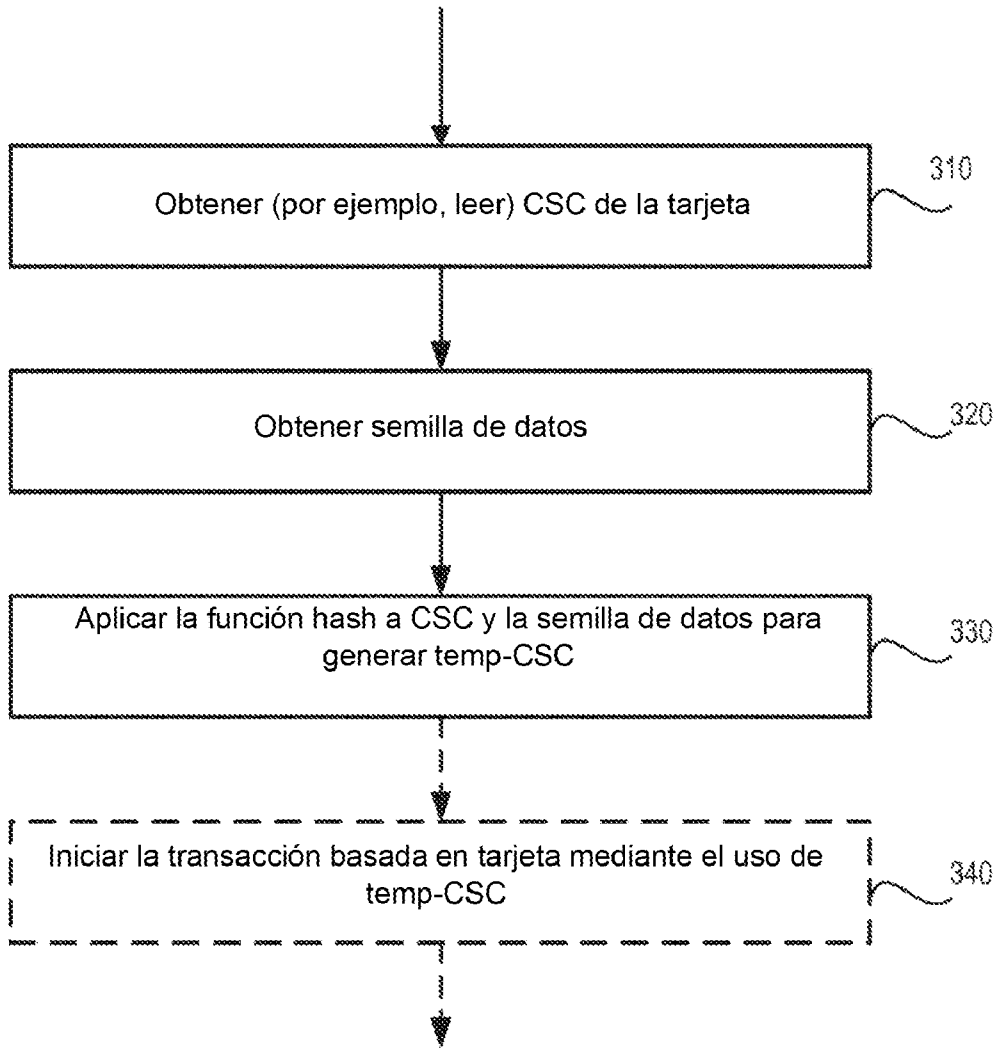 Obtener (por ejemplo, leer) CSC de la tarjeta
310
Obtener semilla de datos
320
Aplicar la función hash a CSC y la semilla de datos para
generar temp-CSC
330
Iniciar la transacción basada en tarjeta mediante el uso de
temp-CSC
340